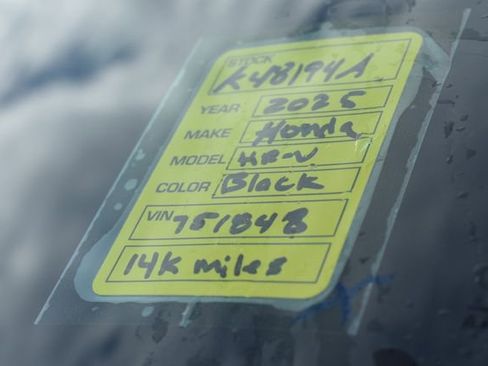 STOCK
K48194A
YEAR 2025
MAKE Honda
MODEL HR-V
COLOR Black
VIN 751848
14K miles